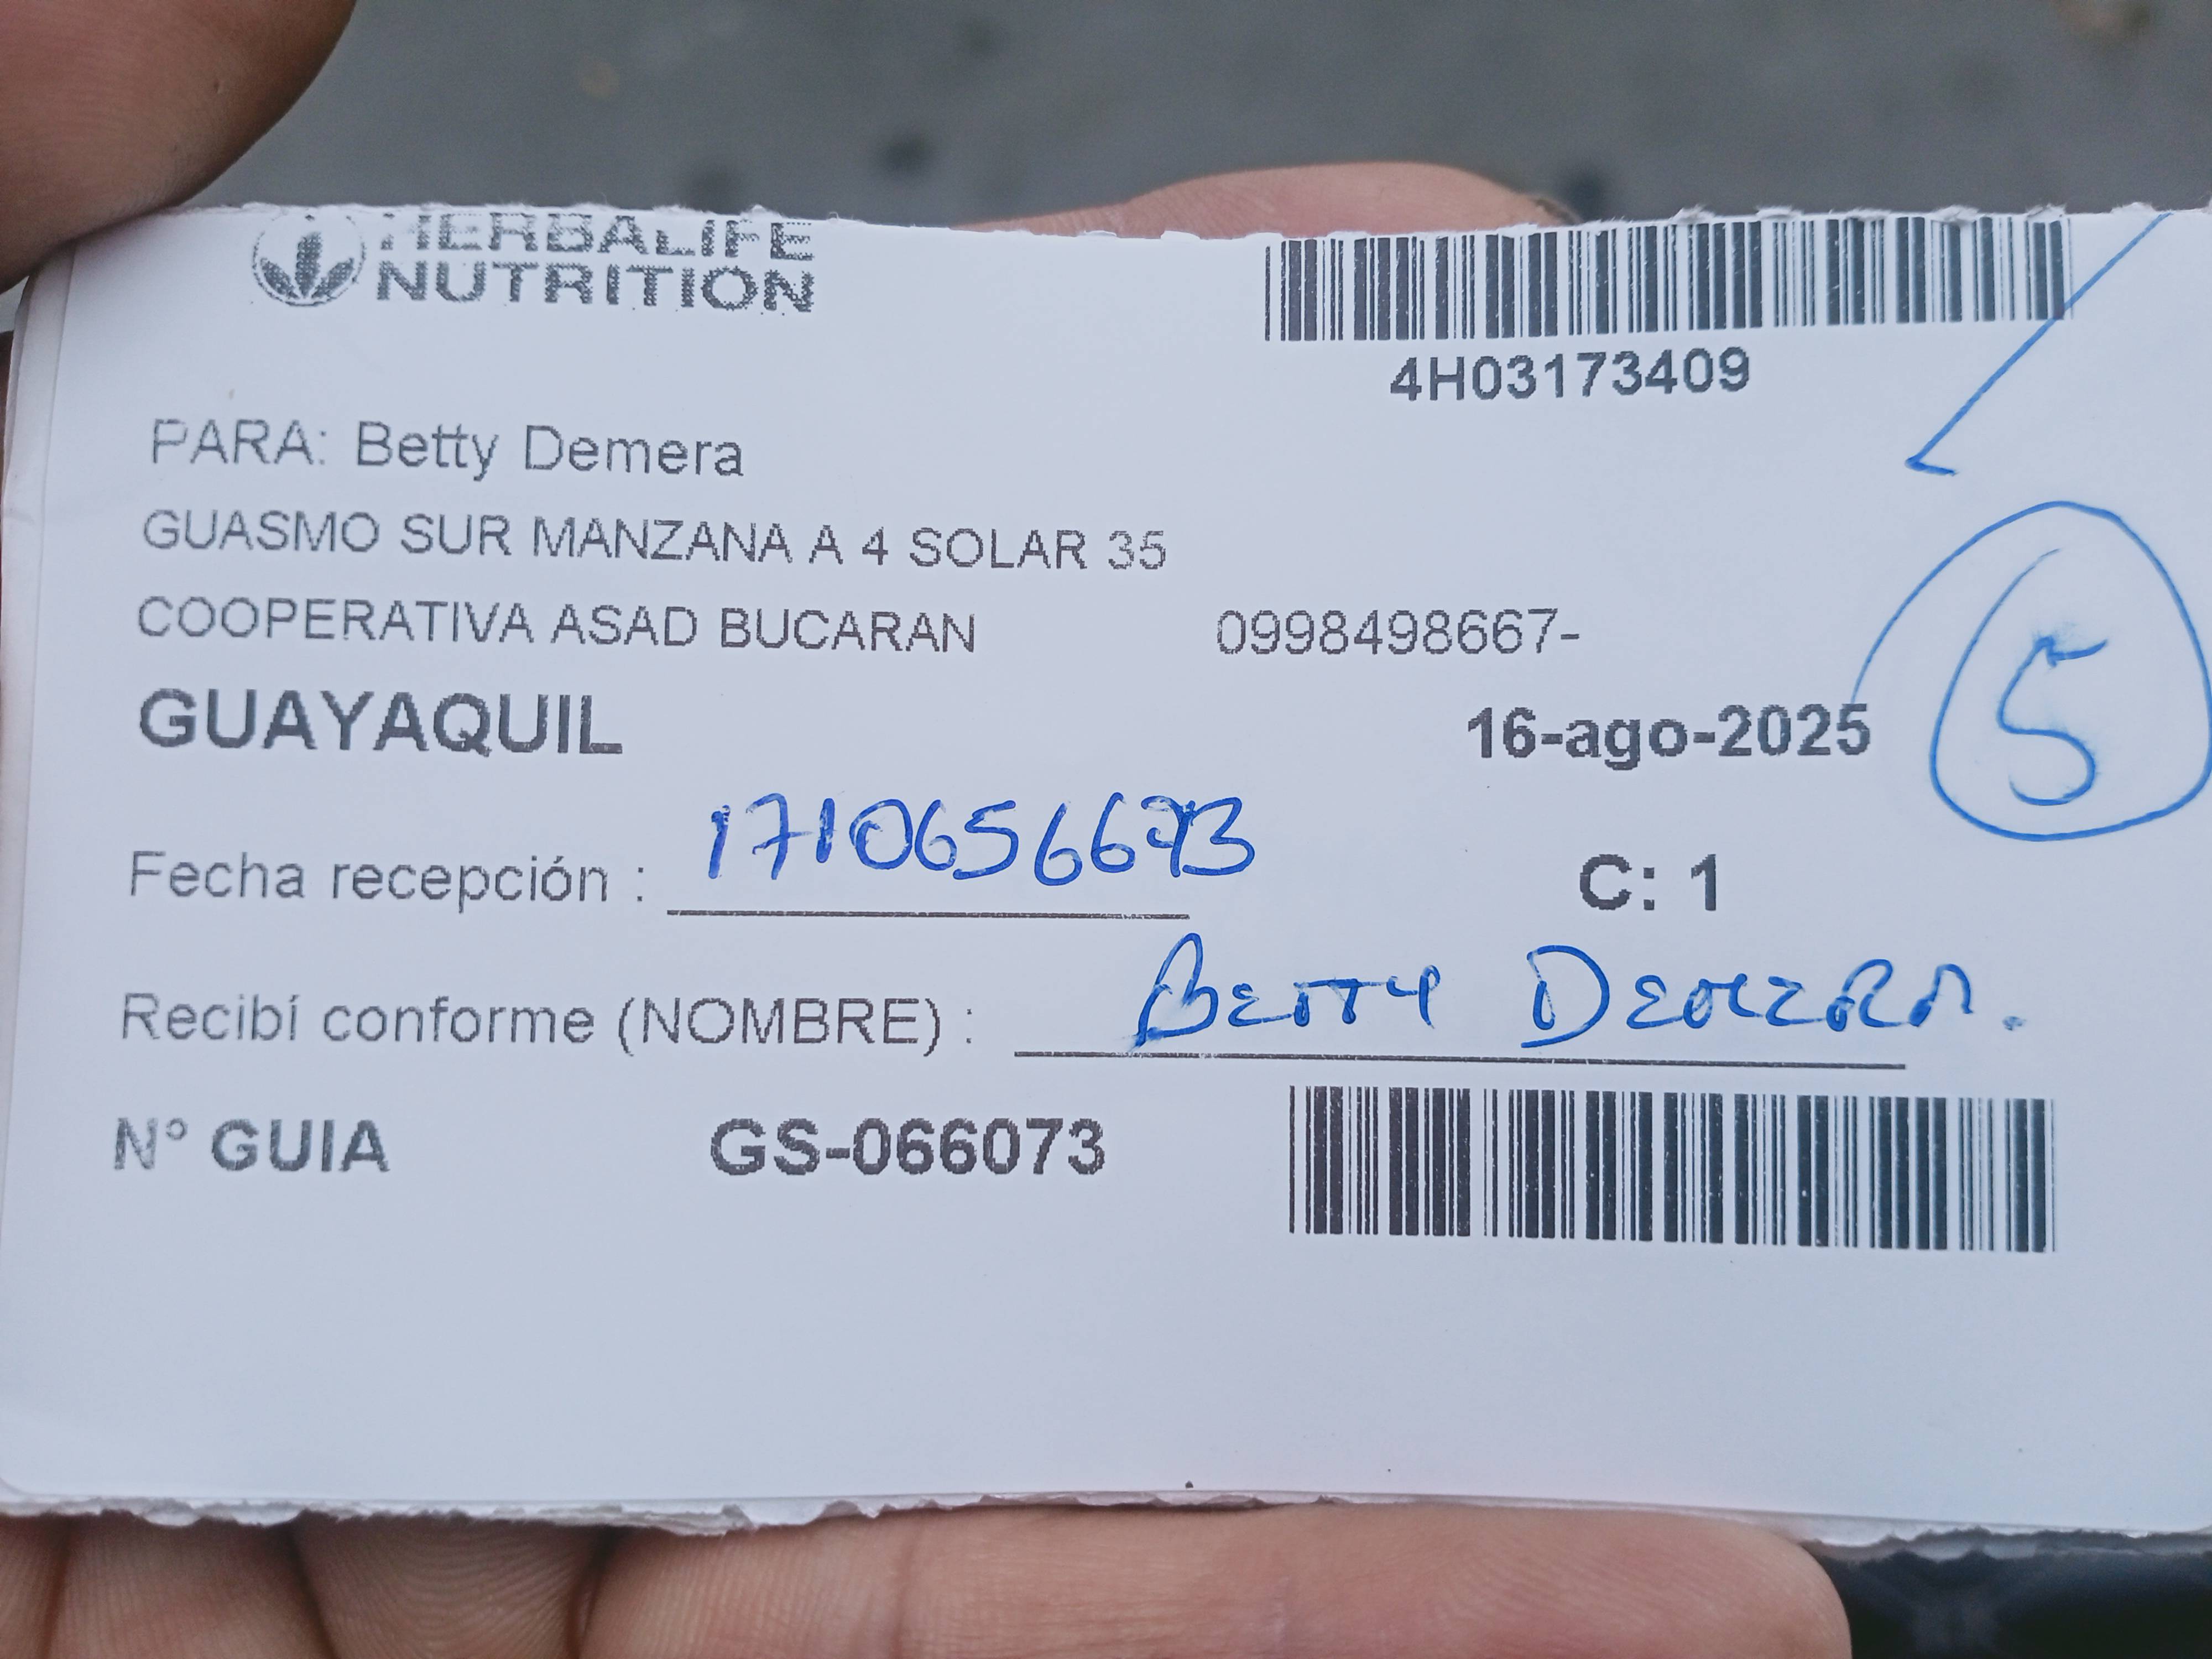 HERBALIFE
NUTRITION
4H03173409
PARA: Betty Demera
GUASMO SUR MANZANA A 4 SOLAR 35
COOPERATIVA ASAD BUCARAN 0998498667-
GUAYAQUIL 16-ago-2025
5
Fecha recepción : C: 1
Recibí conforme (NOMBRE) : BETTY DEMERA.
N° GUIA GS-066073